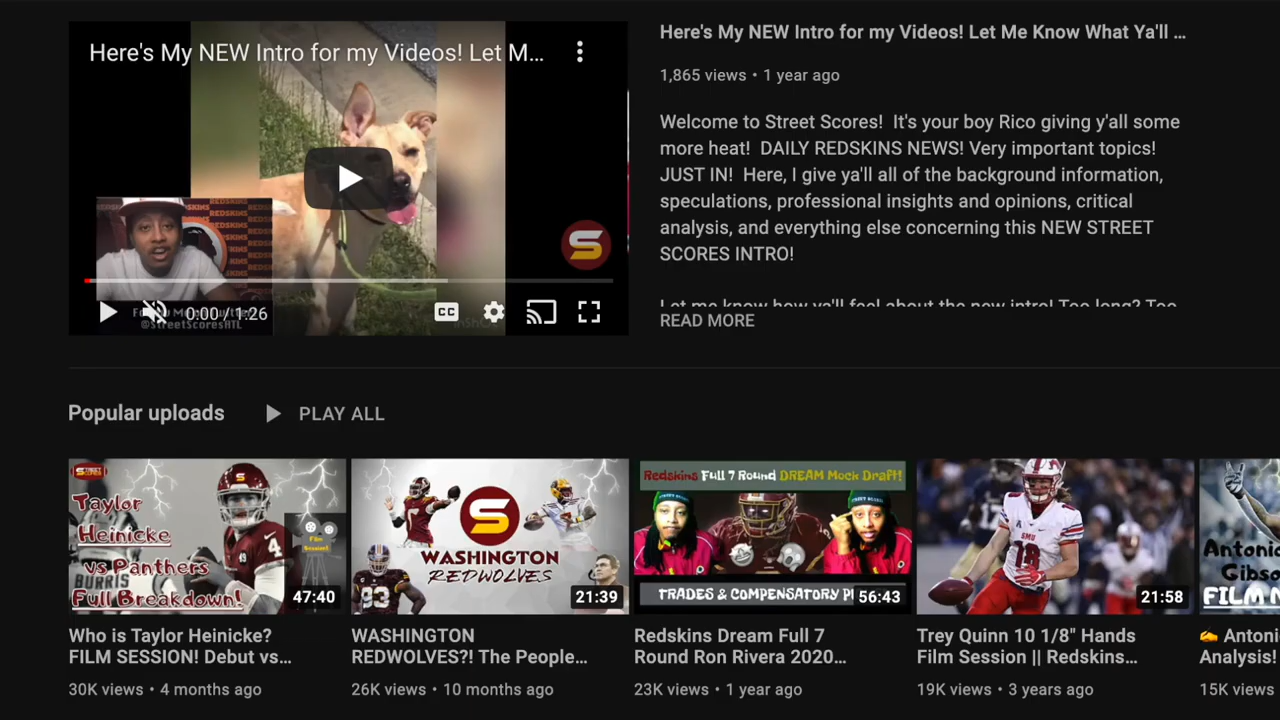 Here's My NEW Intro for my Videos! Let M...
0:00 / 1:26
@StreetScoresATL
CC
Here's My NEW Intro for my Videos! Let Me Know What Ya'll ...
1,865 views • 1 year ago
Welcome to Street Scores! It's your boy Rico giving y'all some
more heat! DAILY REDSKINS NEWS! Very important topics!
JUST IN! Here, I give ya'll all of the background information,
speculations, professional insights and opinions, critical
analysis, and everything else concerning this NEW STREET
SCORES INTRO!
Let me know how ya'll feel about the new intro! Too long? Too
READ MORE
Popular uploads
PLAY ALL
Taylor
Heinicke
vs Panthers
Full Breakdown!
Film
Session!
BURRIS
4
47:40
S
WASHINGTON
REDWOLVES
93
21:39
Redskins Full 7 Round DREAM Mock Draft!
TRADES & COMPENSATORY PI
56:43
SMU
18
21:58
Antonio
Gibso
FILM
Who is Taylor Heinicke?
FILM SESSION! Debut vs...
30K views • 4 months ago
WASHINGTON
REDWOLVES?! The People...
26K views • 10 months ago
Redskins Dream Full 7
Round Ron Rivera 2020...
23K views • 1 year ago
Trey Quinn 10 1/8" Hands
Film Session || Redskins...
19K views • 3 years ago
✍️ Antoni
Analysis!
15K views